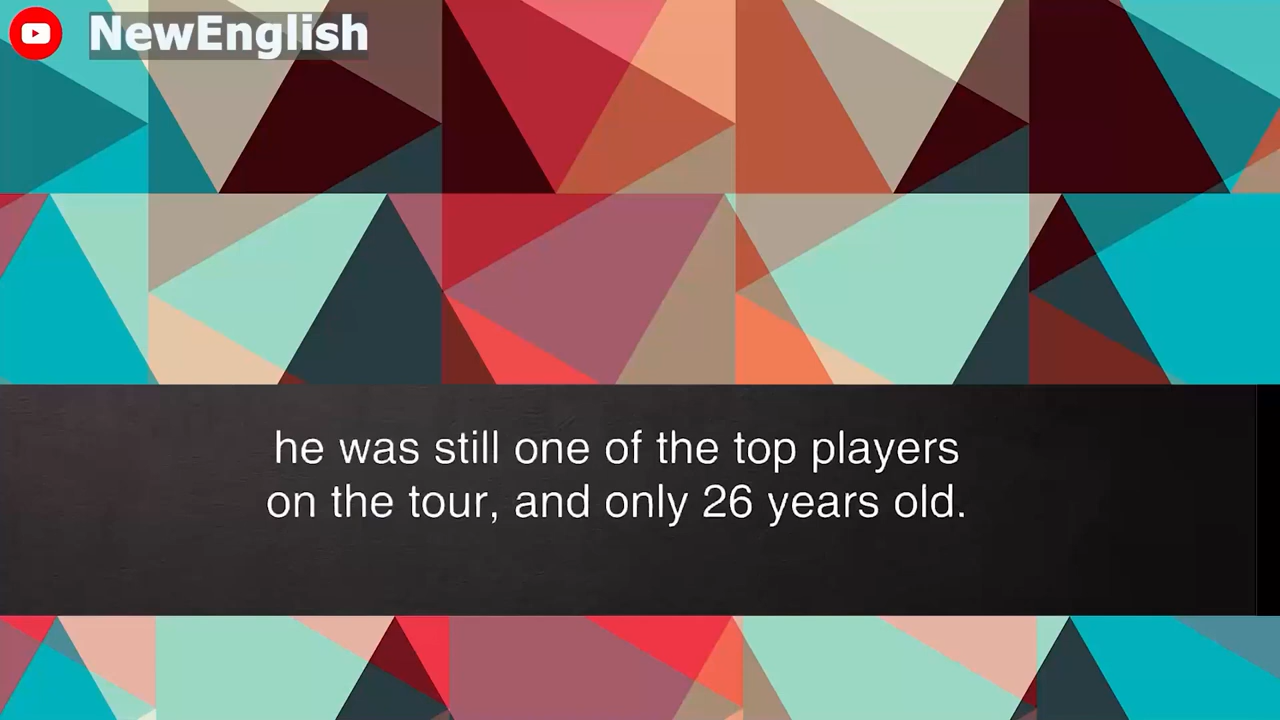 NewEnglish
he was still one of the top players
on the tour, and only 26 years old.